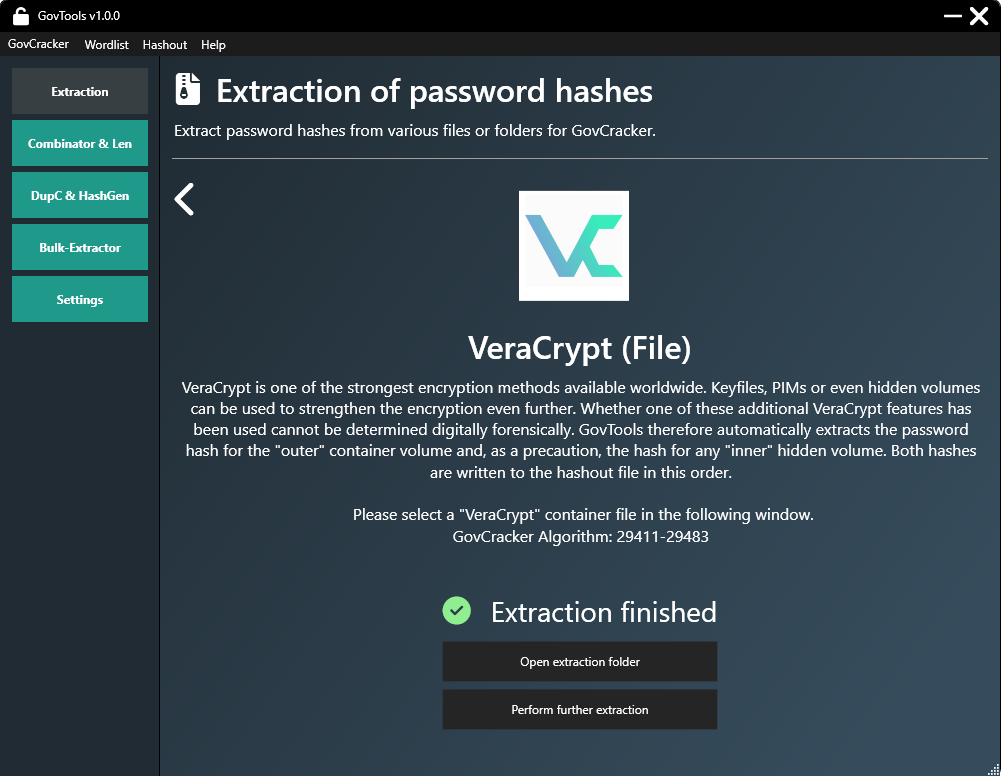 GovTools v1.0.0
GovCracker Wordlist Hashout Help
Extraction
Combinator & Len
DupC & HashGen
Bulk-Extractor
Settings
Extraction of password hashes
Extract password hashes from various files or folders for GovCracker.
VC
VeraCrypt (File)
VeraCrypt is one of the strongest encryption methods available worldwide. Keyfiles, PIMs or even hidden volumes
can be used to strengthen the encryption even further. Whether one of these additional VeraCrypt features has
been used cannot be determined digitally forensically. GovTools therefore automatically extracts the password
hash for the "outer" container volume and, as a precaution, the hash for any "inner" hidden volume. Both hashes
are written to the hashout file in this order.
Please select a "VeraCrypt" container file in the following window.
GovCracker Algorithm: 29411-29483
Extraction finished
Open extraction folder
Perform further extraction